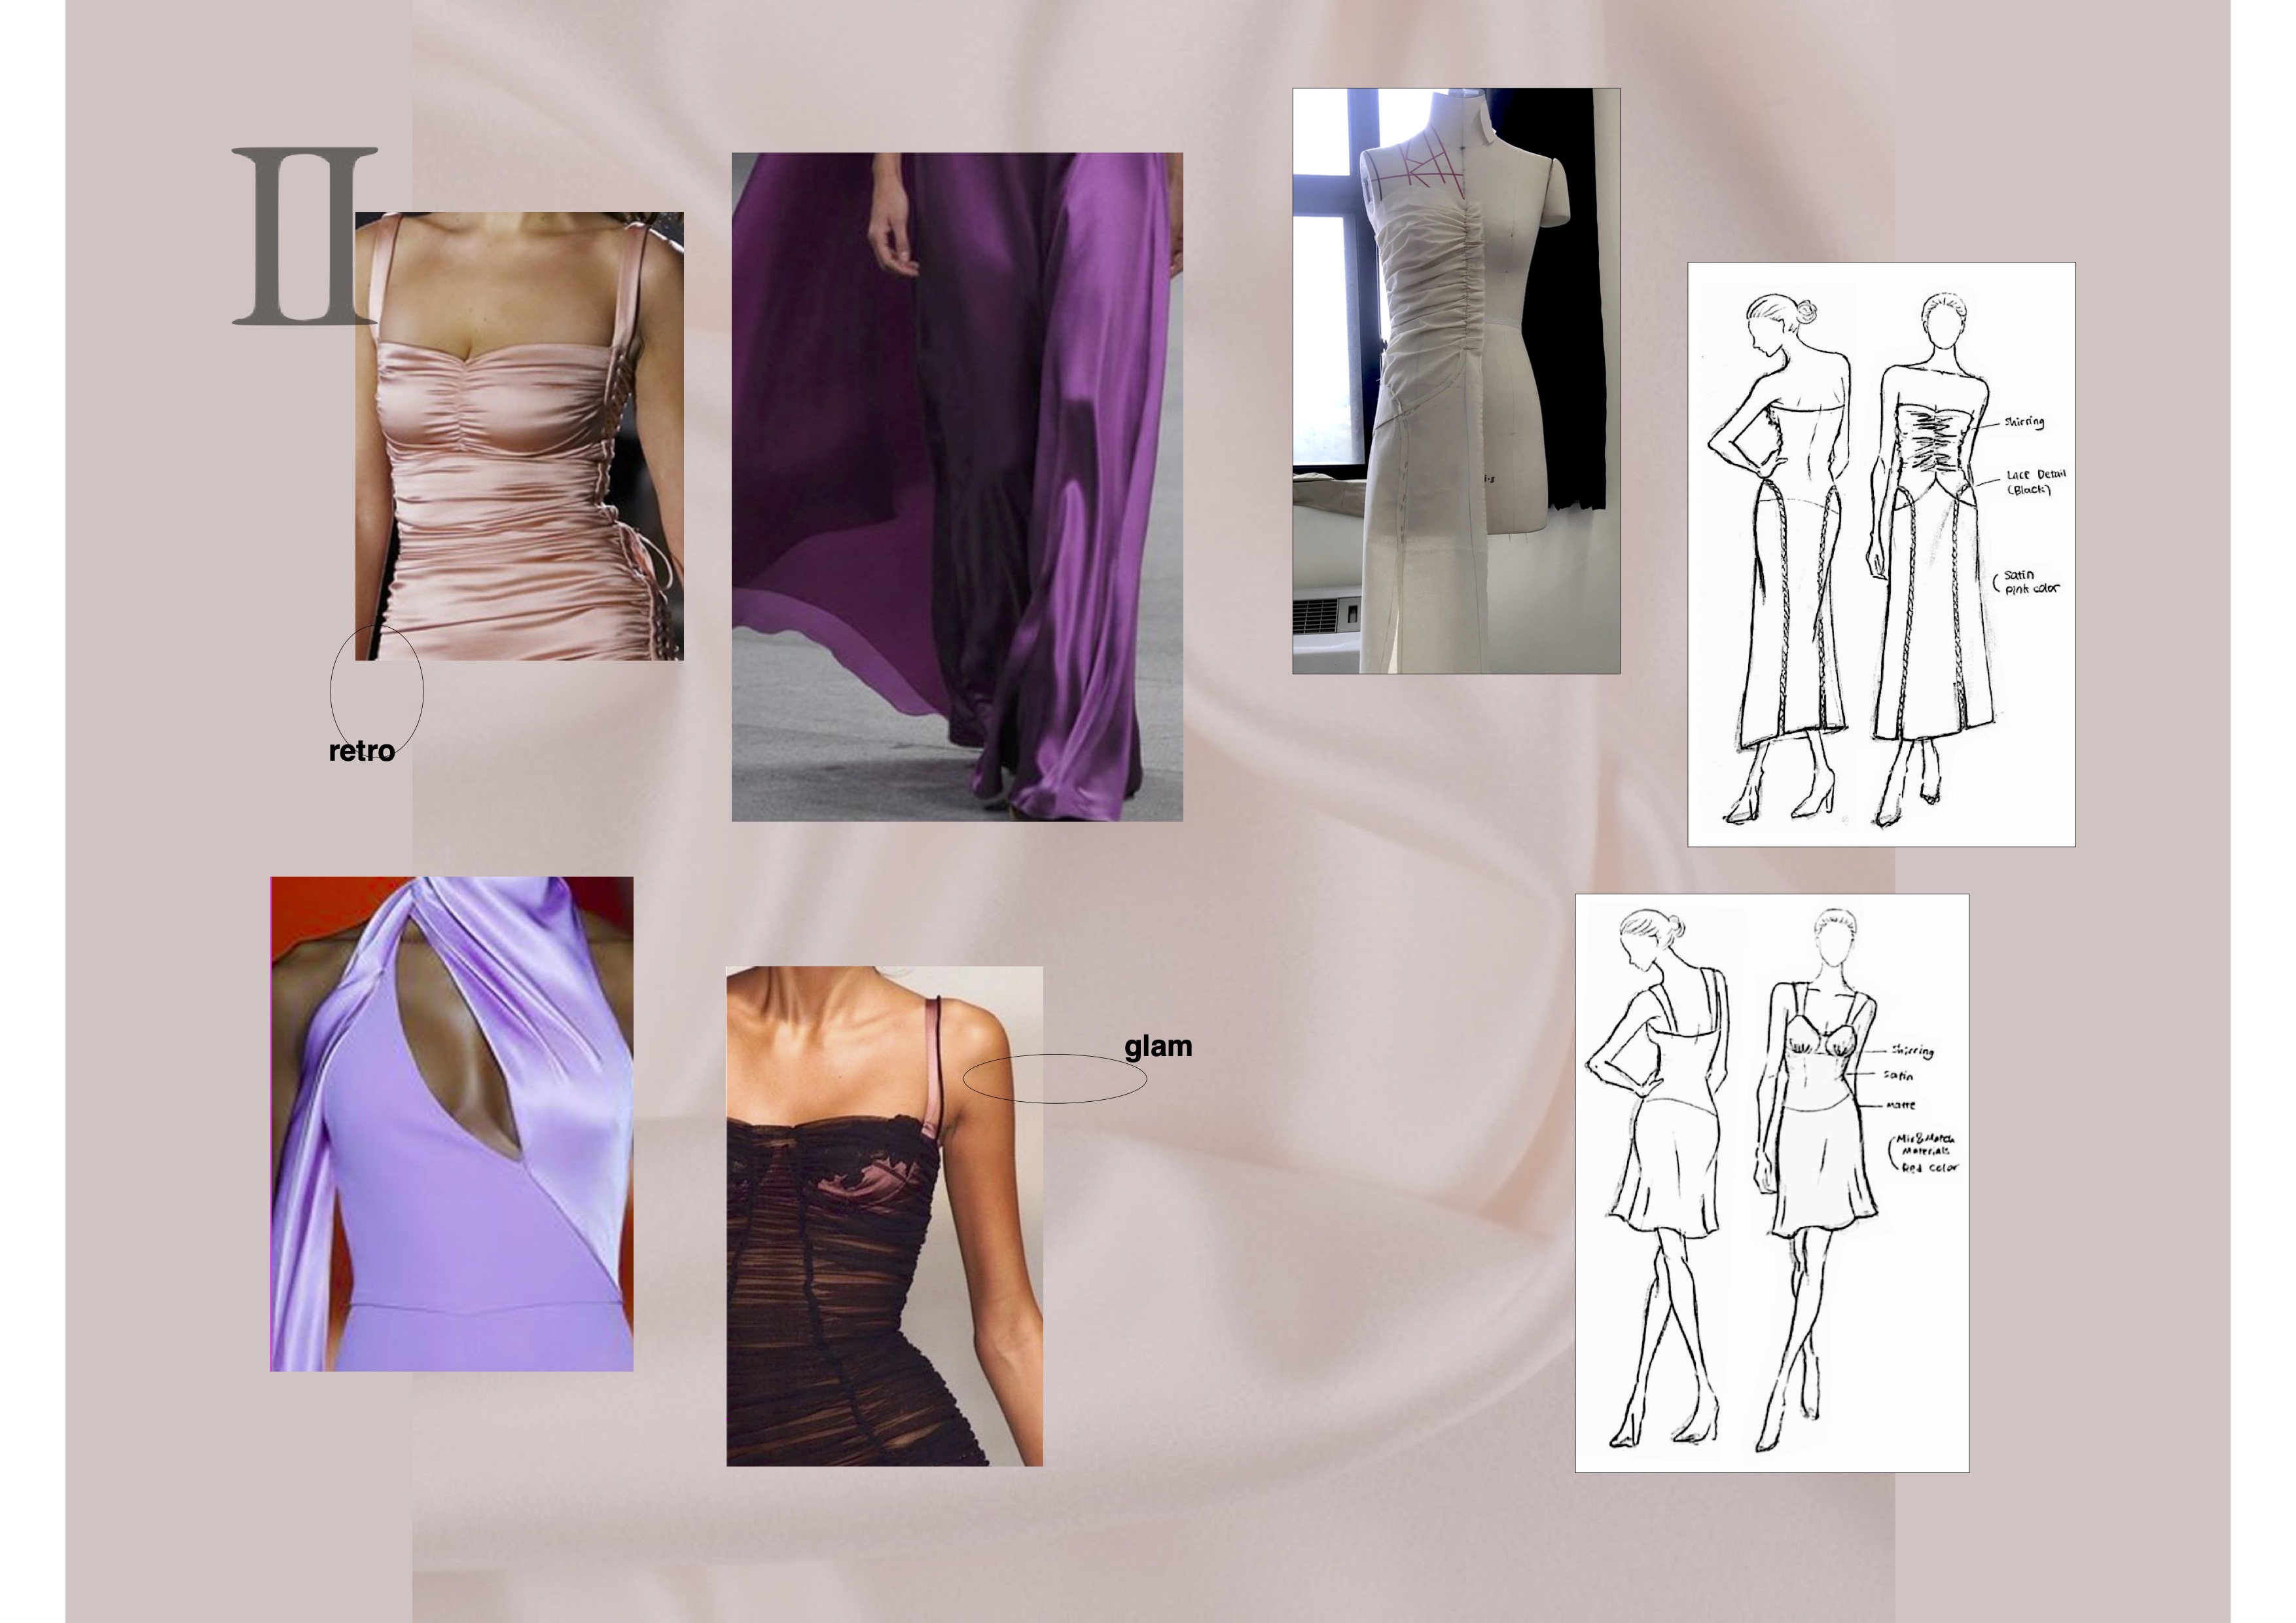 II
retro
glam
Shirring
Lace Detail
(Black)
Satin
pink color
Shirring
Satin
Matte
Mix&Match
Materials
Red color